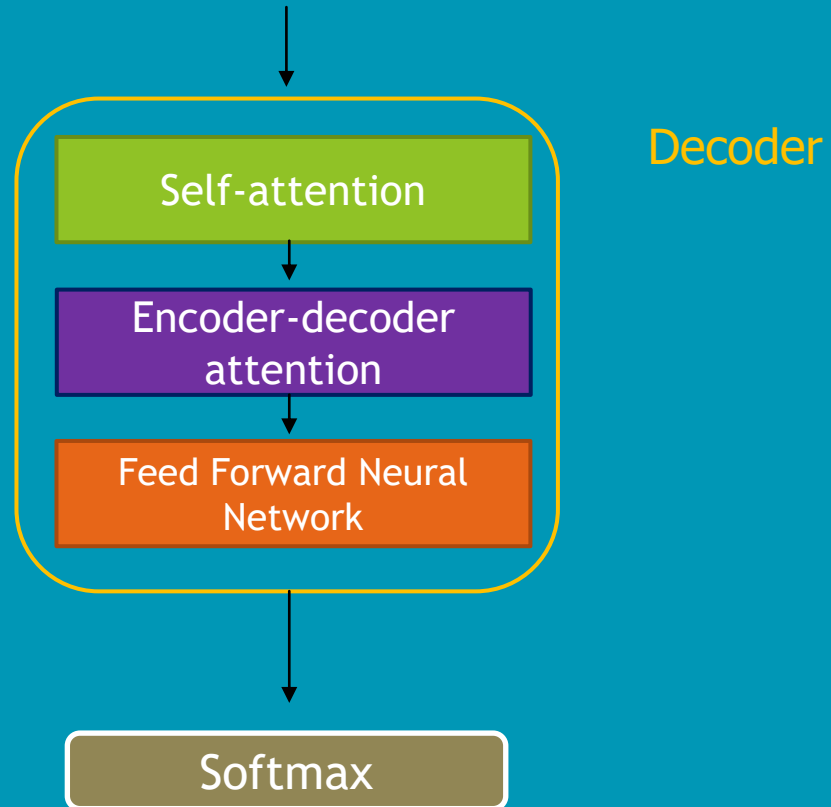 Decoder
Self-attention
Encoder-decoder
attention
Feed Forward Neural
Network
Softmax